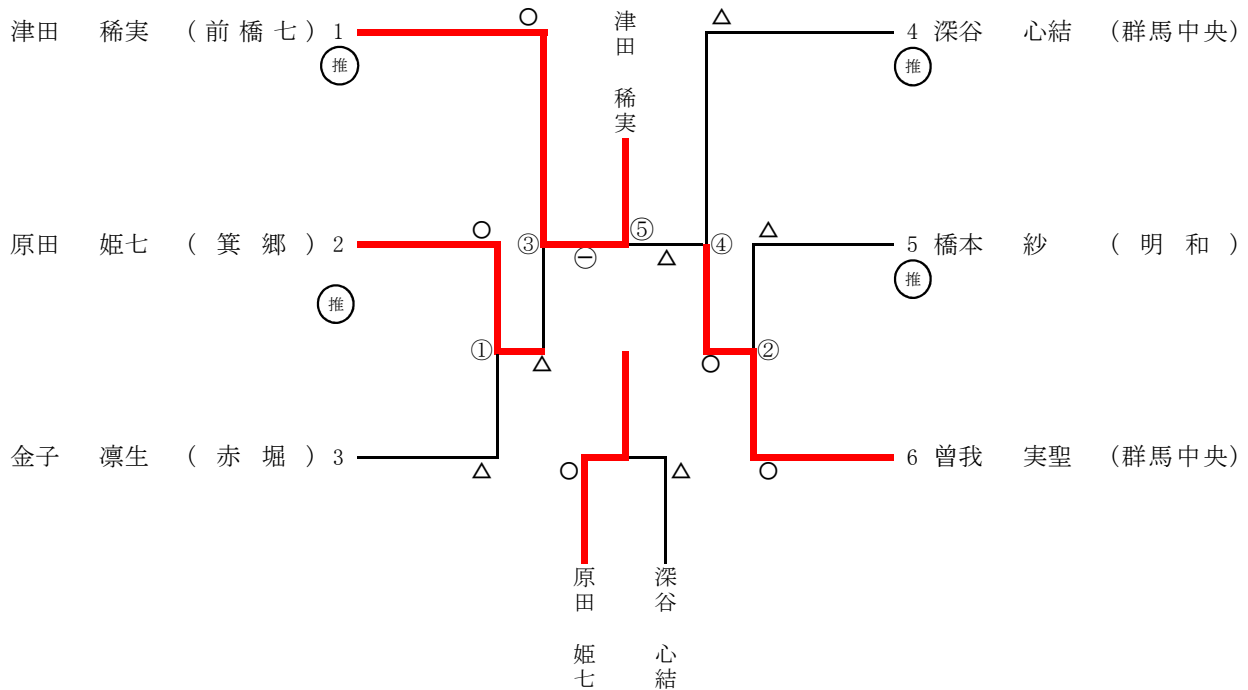 津田 稀実 (前橋七) 1
推
原田 姫七 (箕郷) 2
推
金子 凛生 (赤堀) 3
津田 稀実
4 深谷 心結 (群馬中央)
推
5 橋本 紗 (明和)
推
6 曾我 実聖 (群馬中央)
○
△
○
△
③
⑤
④
㊀
△
①
△
○
②
△
○
△
○
原田 姫七
深谷 心結